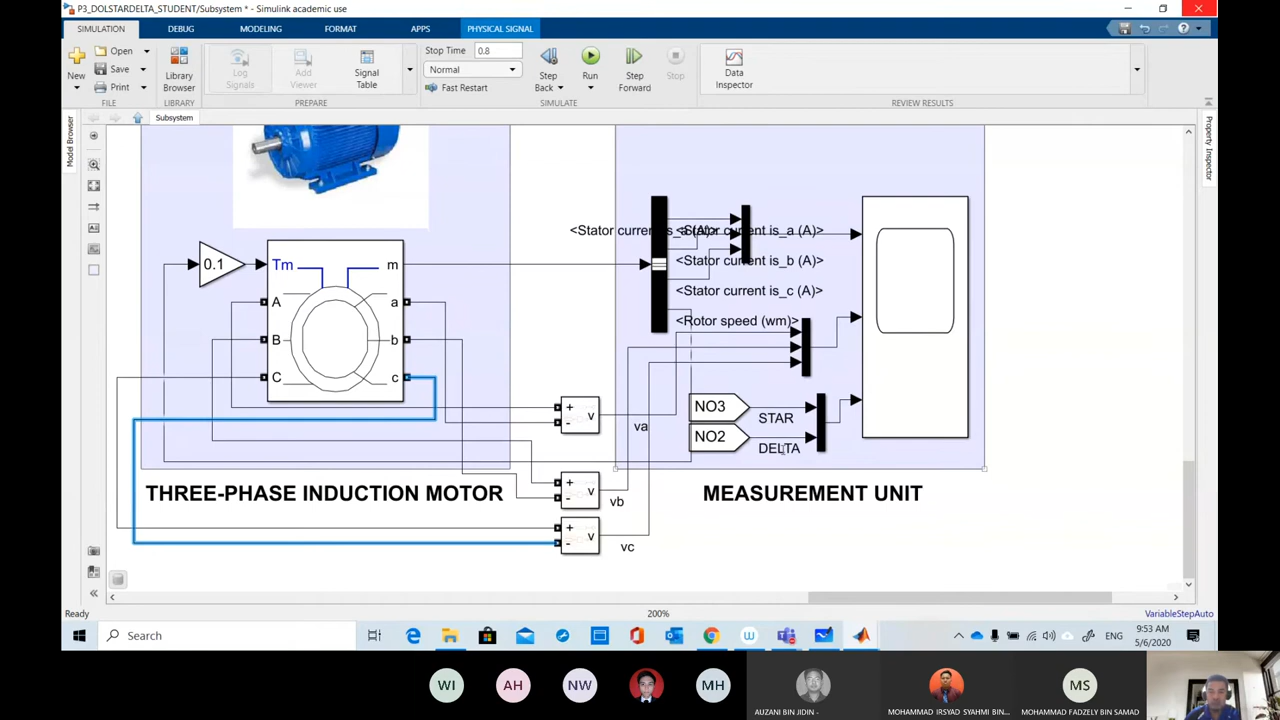 P3_DOLSTARDELTA_STUDENT/Subsystem * - Simulink academic use
SIMULATION
DEBUG
MODELING
FORMAT
APPS
PHYSICAL SIGNAL
New
Open
Save
Print
FILE
Library
Browser
LIBRARY
Log
Signals
Add
Viewer
Signal
Table
PREPARE
Stop Time 0.8
Normal
Fast Restart
Step
Back
Run
Step
Forward
Stop
SIMULATE
Data
Inspector
REVIEW RESULTS
Model Browser
Subsystem
Property Inspector
0.1
Tm
m
A
a
B
b
C
c
<Stator current is_a (A)>
<Stator current is_b (A)>
<Stator current is_c (A)>
<Rotor speed (wm)>
NO3
STAR
NO2
DELTA
+
-
v
va
+
-
v
vb
+
-
v
vc
THREE-PHASE INDUCTION MOTOR
MEASUREMENT UNIT
Ready
200%
VariableStepAuto
Search
ENG
9:53 AM
5/6/2020
WI
AH
NW
MH
AUZANI BIN JIDIN -
MOHAMMAD IRSYAD SYAHMI BIN...
MS
MOHAMMAD FADZELY BIN SAMAD